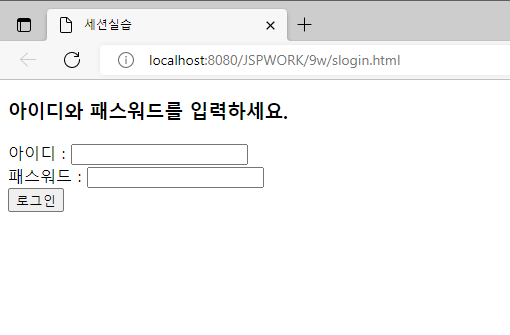 세션실습
localhost:8080/JSPWORK/9w/slogin.html
아이디와 패스워드를 입력하세요.
아이디 :
패스워드 :
로그인